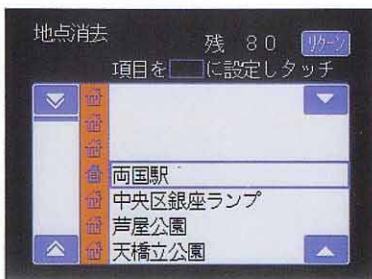 地点消去
残 80 リターン
項目を に設定しタッチ
両国駅
中央区銀座ランプ
芦屋公園
天橋立公園